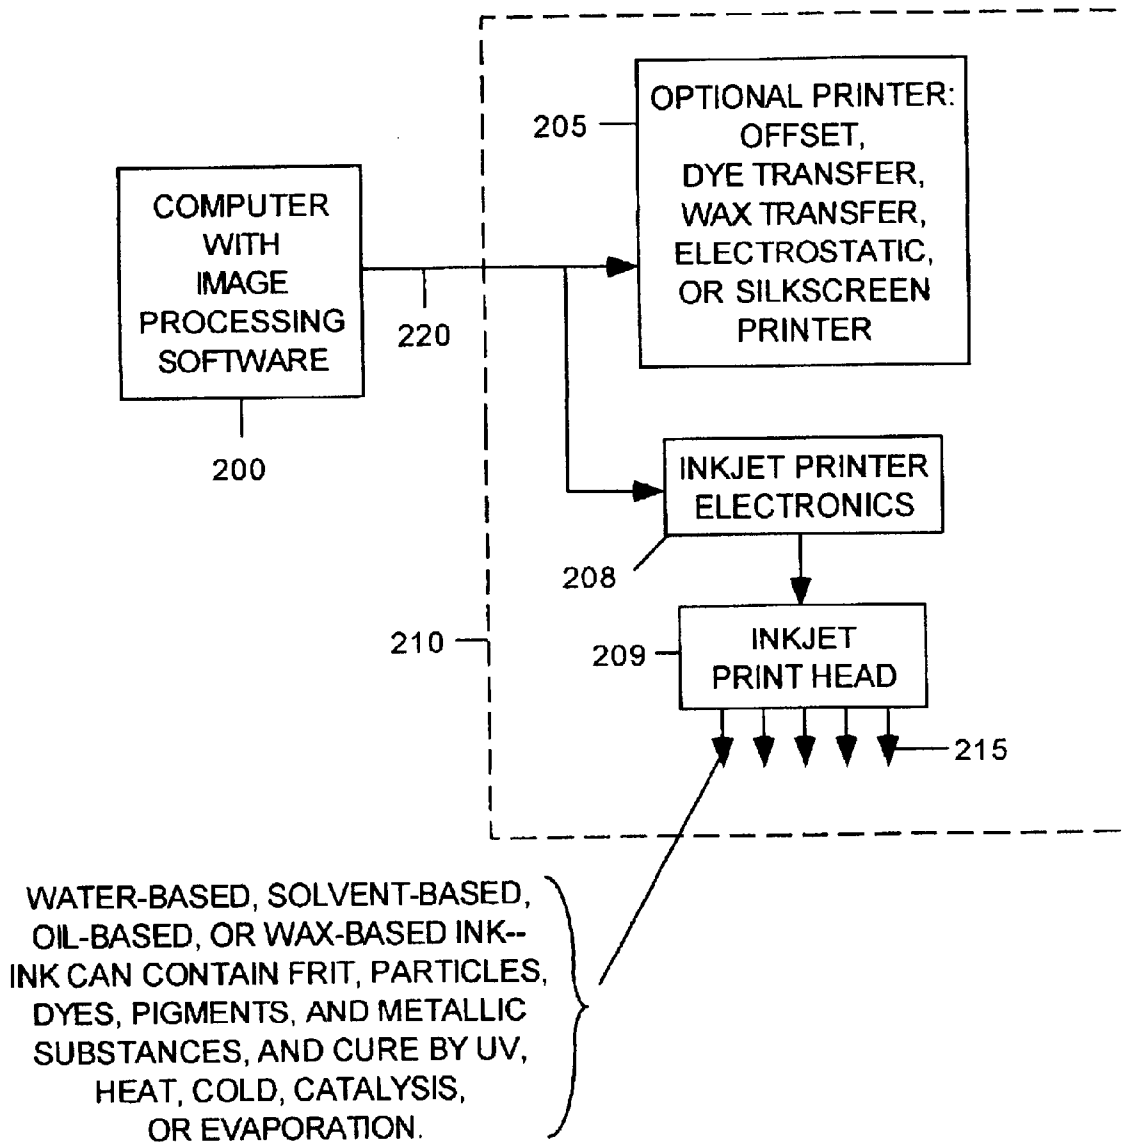 OPTIONAL PRINTER:
OFFSET,
DYE TRANSFER,
WAX TRANSFER,
ELECTROSTATIC,
OR SILKSCREEN
PRINTER
205
COMPUTER
WITH
IMAGE
PROCESSING
SOFTWARE
220
200
INKJET PRINTER
ELECTRONICS
208
210
209
INKJET
PRINT HEAD
215
WATER-BASED, SOLVENT-BASED,
OIL-BASED, OR WAX-BASED INK--
INK CAN CONTAIN FRIT, PARTICLES,
DYES, PIGMENTS, AND METALLIC
SUBSTANCES, AND CURE BY UV,
HEAT, COLD, CATALYSIS,
OR EVAPORATION.